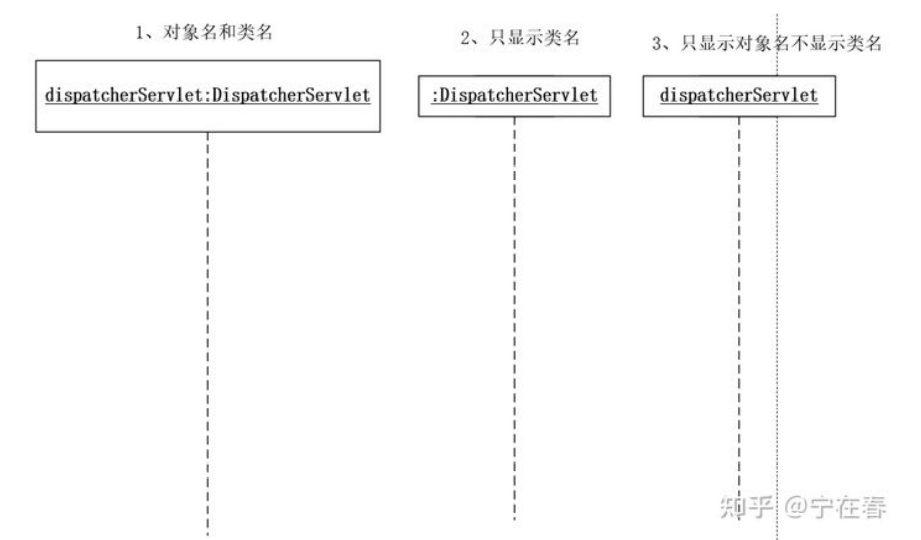 1、对象名和类名
2、只显示类名
3、只显示对象名不显示类名
dispatcherServlet:DispatcherServlet
:DispatcherServlet
dispatcherServlet
知乎 @宁在春